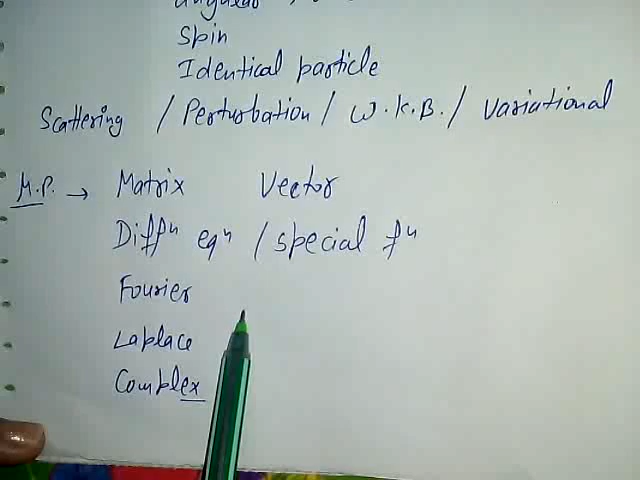 Spin
Identical particle
Scattering / Perturbation / W.K.B. / Variational
M.P. → Matrix Vector
Diffⁿ eqⁿ / special fⁿ
Fourier
Laplace
Complex